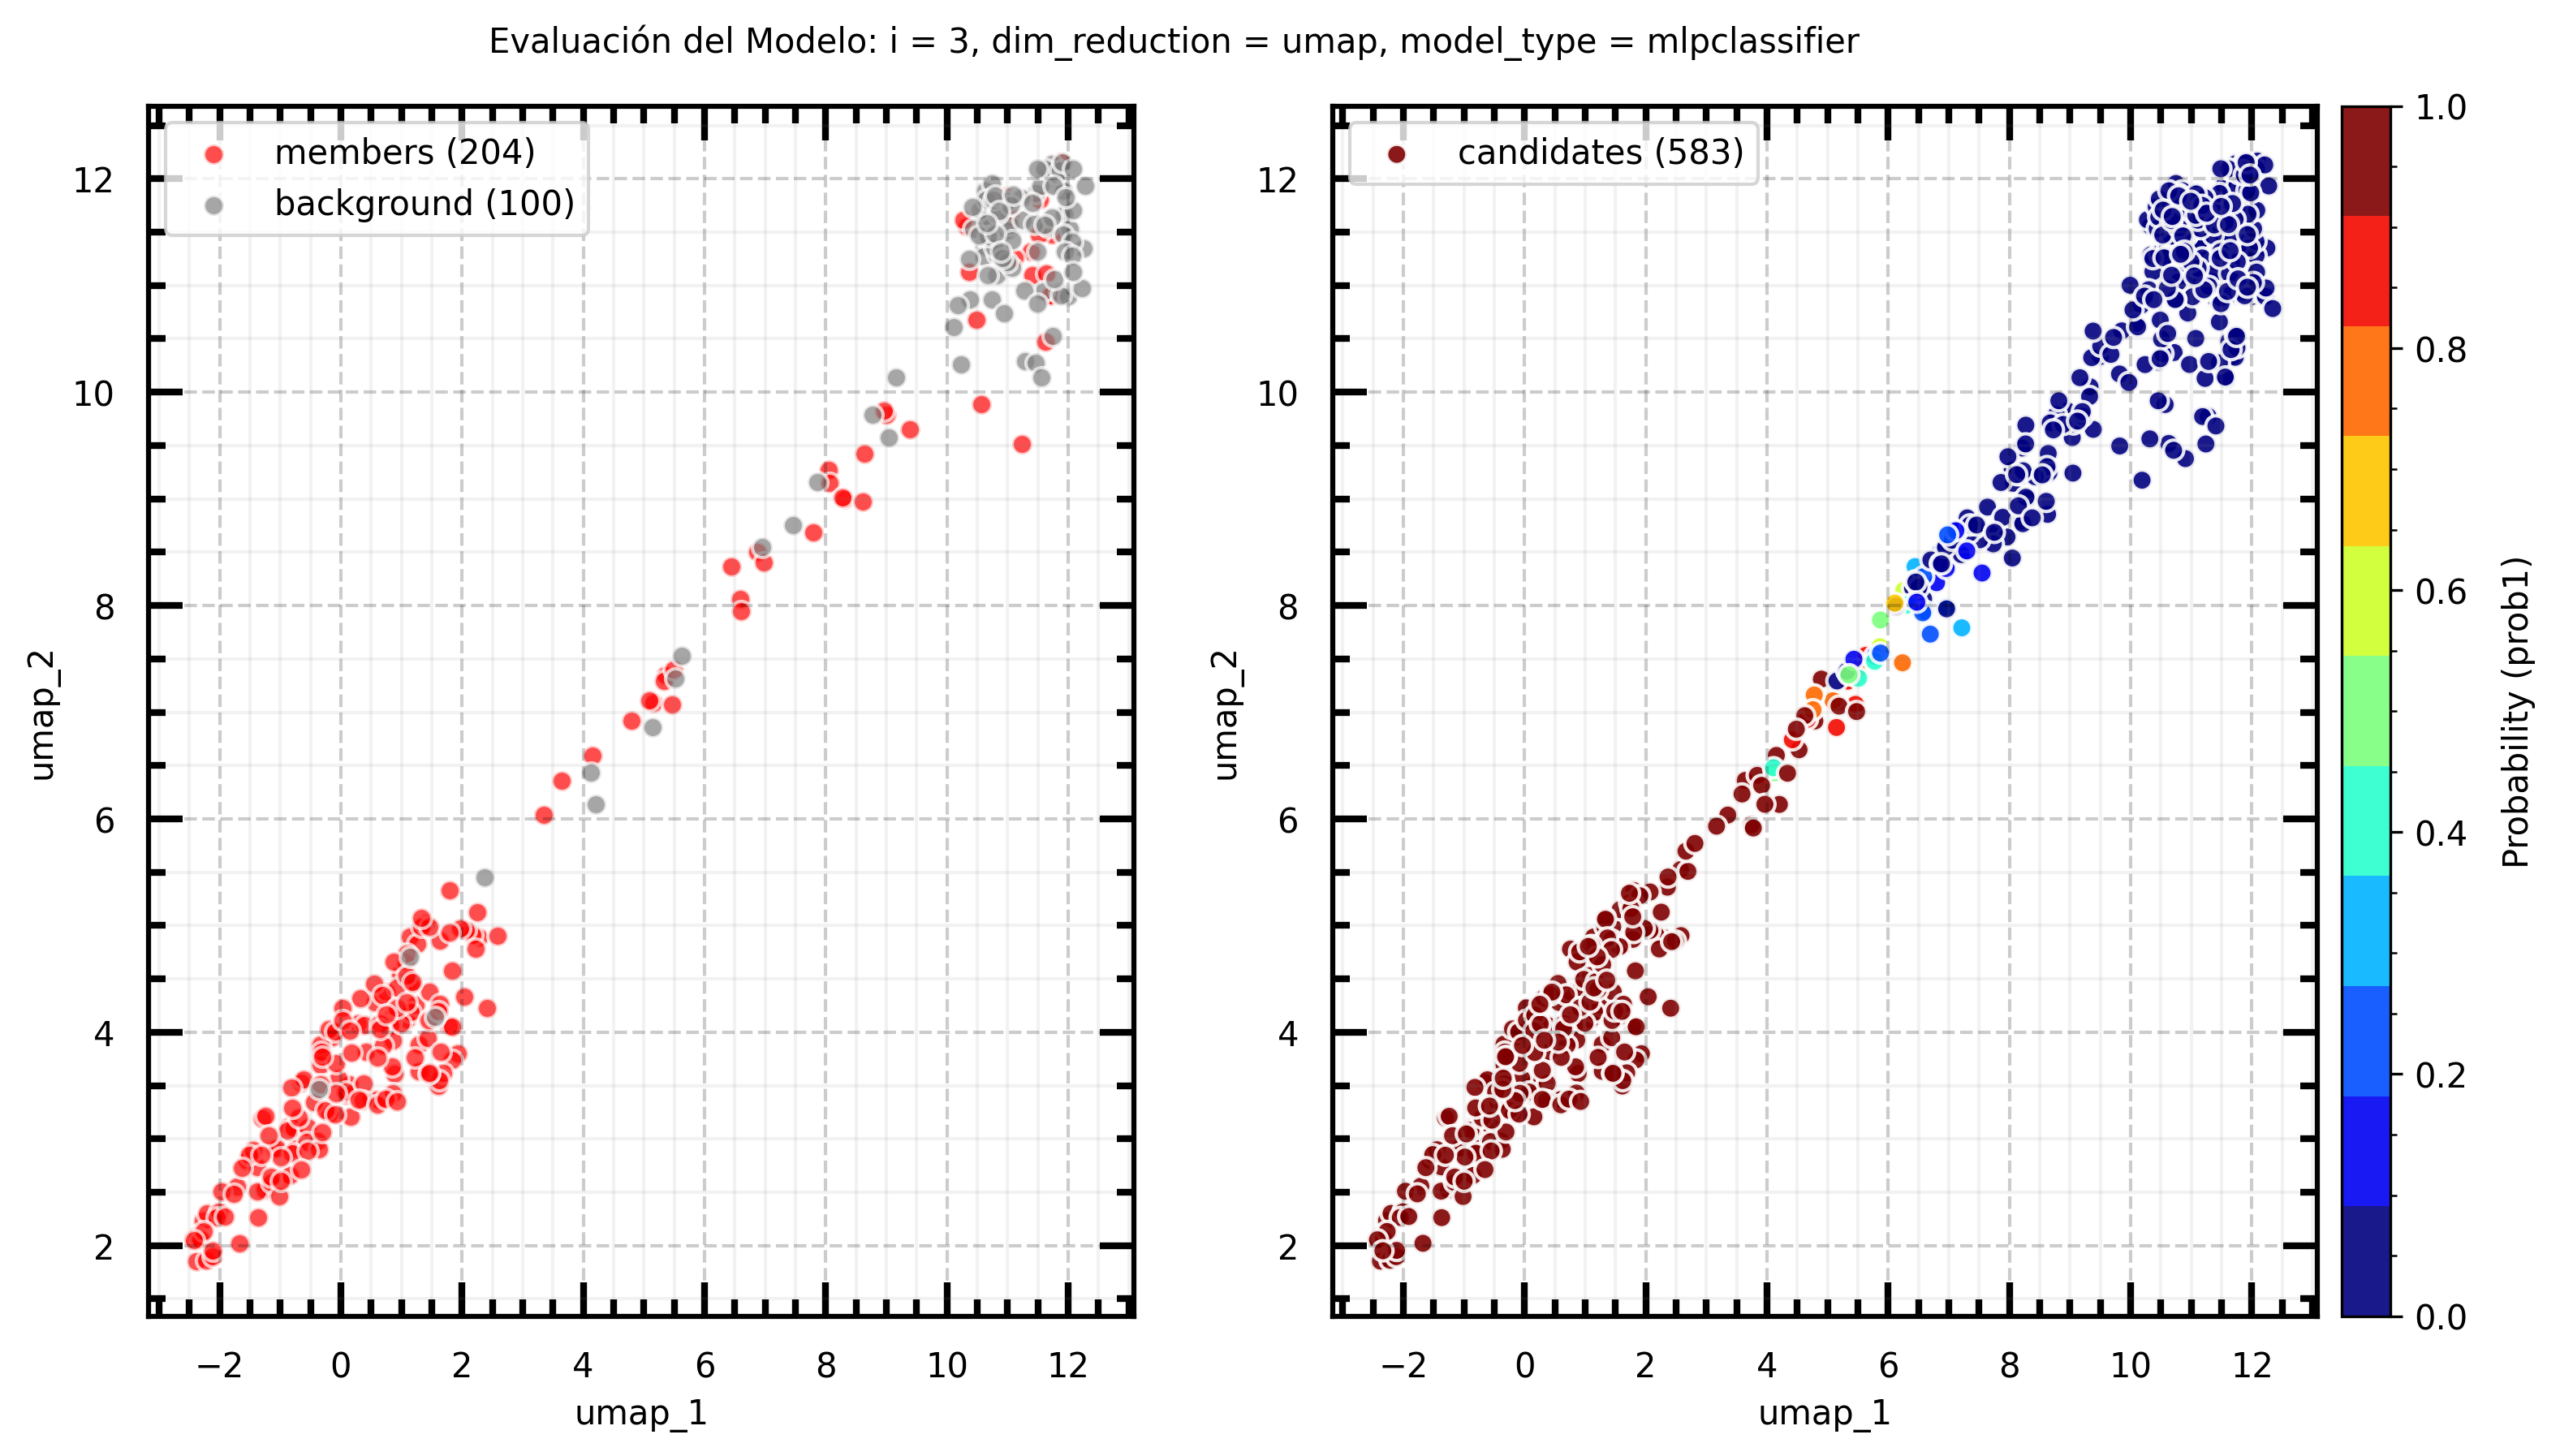 Evaluación del Modelo: i = 3, dim_reduction = umap, model_type = mlpclassifier
members (204)
background (100)
12
10
8
6
4
2
umap_2
−2 0 2 4 6 8 10 12
umap_1
candidates (583)
12
10
8
6
4
2
umap_2
−2 0 2 4 6 8 10 12
umap_1
1.0
0.8
0.6
0.4
0.2
0.0
Probability (prob1)